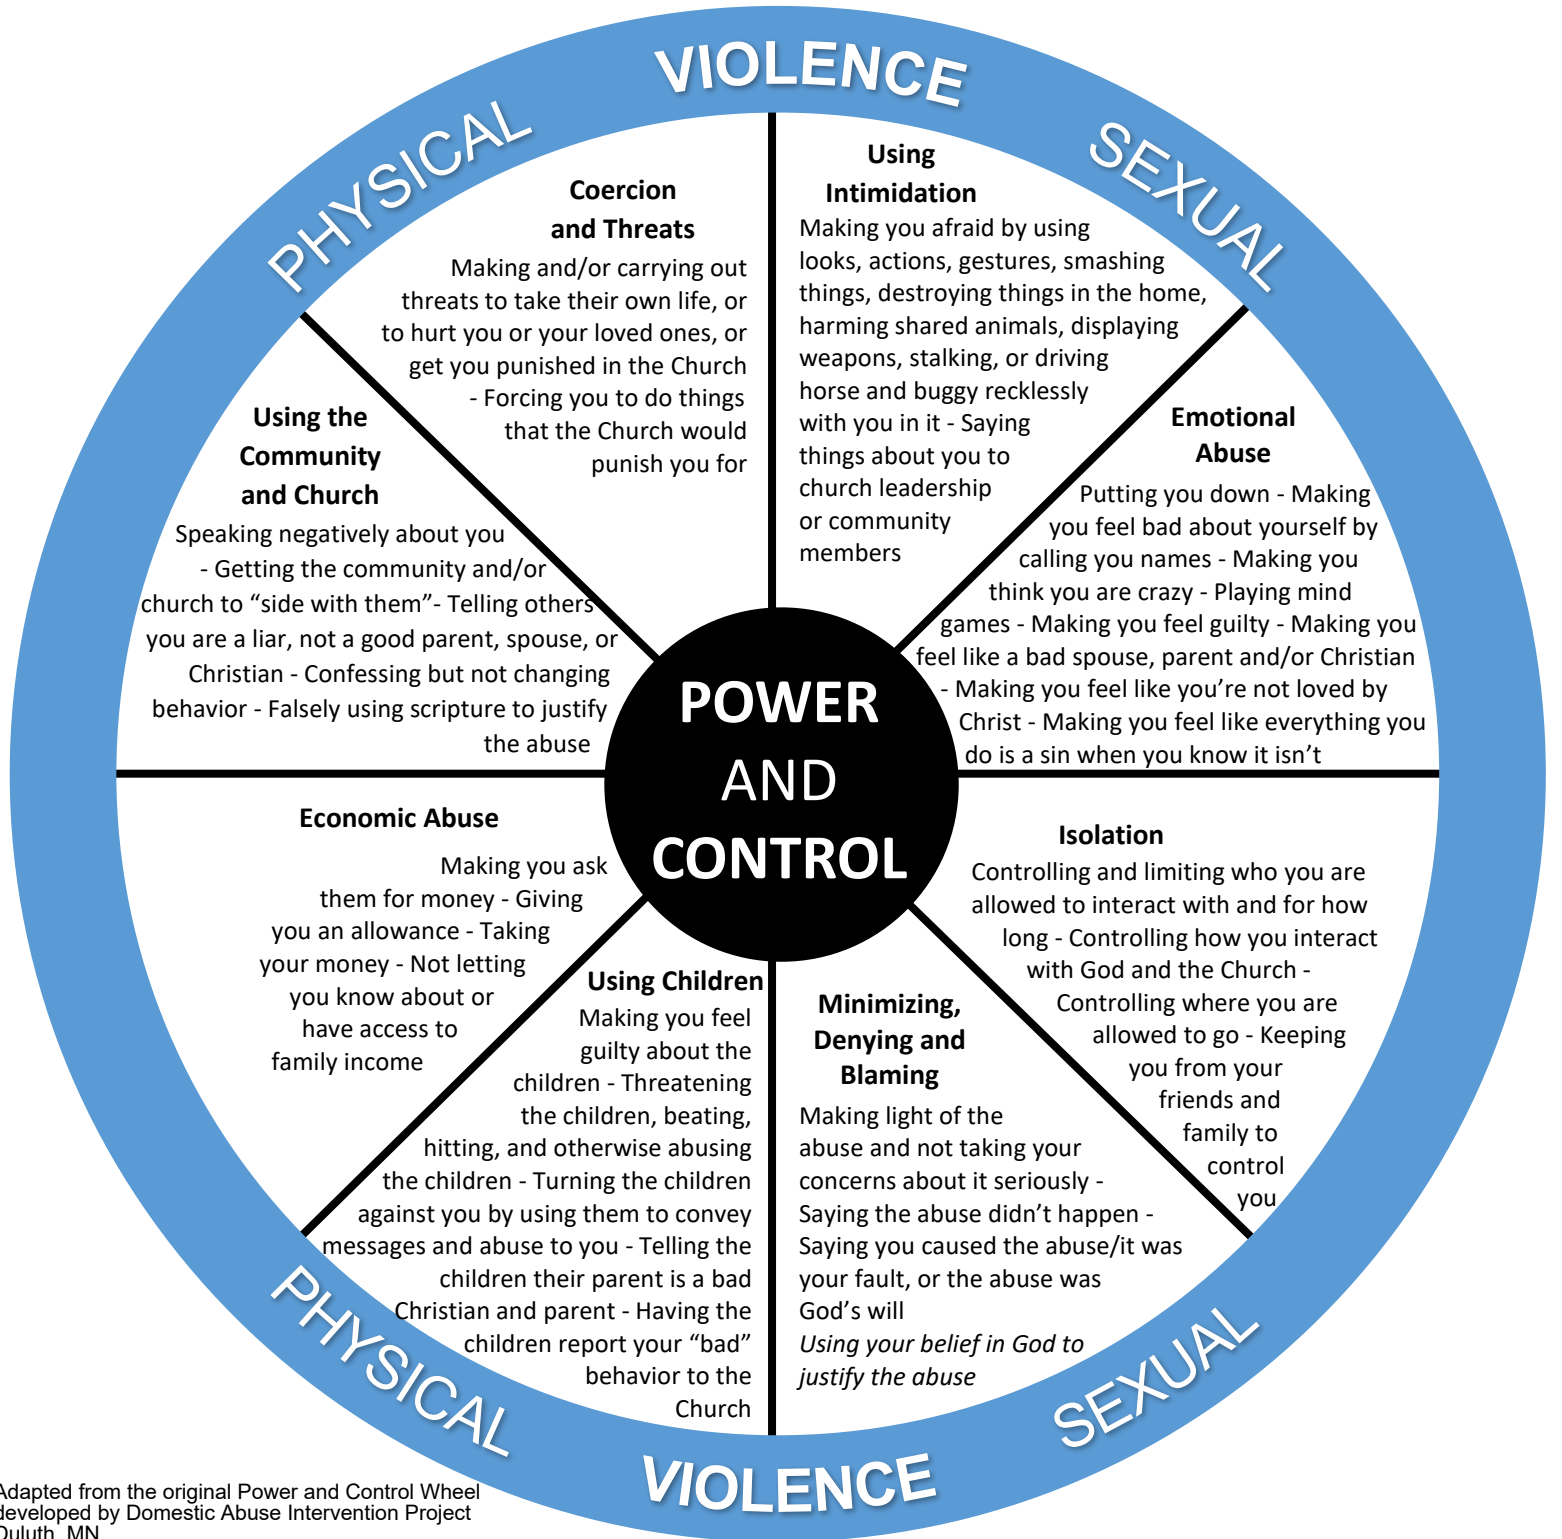 VIOLENCE
PHYSICAL
SEXUAL
Coercion
and Threats
Making and/or carrying out
threats to take their own life, or
to hurt you or your loved ones, or
get you punished in the Church
- Forcing you to do things
that the Church would
punish you for
Using
Intimidation
Making you afraid by using
looks, actions, gestures, smashing
things, destroying things in the home,
harming shared animals, displaying
weapons, stalking, or driving
horse and buggy recklessly
with you in it - Saying
things about you to
church leadership
or community
members
Using the
Community
and Church
Speaking negatively about you
- Getting the community and/or
church to “side with them”- Telling others
you are a liar, not a good parent, spouse, or
Christian - Confessing but not changing
behavior - Falsely using scripture to justify
the abuse
Emotional
Abuse
Putting you down - Making
you feel bad about yourself by
calling you names - Making you
think you are crazy - Playing mind
games - Making you feel guilty - Making you
feel like a bad spouse, parent and/or Christian
- Making you feel like you’re not loved by
Christ - Making you feel like everything you
do is a sin when you know it isn’t
POWER
AND
CONTROL
Economic Abuse
Making you ask
them for money - Giving
you an allowance - Taking
your money - Not letting
you know about or
have access to
family income
Isolation
Controlling and limiting who you are
allowed to interact with and for how
long - Controlling how you interact
with God and the Church -
Controlling where you are
allowed to go - Keeping
you from your
friends and
family to
control
you
Using Children
Making you feel
guilty about the
children - Threatening
the children, beating,
hitting, and otherwise abusing
the children - Turning the children
against you by using them to convey
messages and abuse to you - Telling the
children their parent is a bad
Christian and parent - Having the
children report your “bad”
behavior to the
Church
Minimizing,
Denying and
Blaming
Making light of the
abuse and not taking your
concerns about it seriously -
Saying the abuse didn’t happen -
Saying you caused the abuse/it was
your fault, or the abuse was
God’s will
Using your belief in God to
justify the abuse
PHYSICAL
SEXUAL
VIOLENCE
Adapted from the original Power and Control Wheel
developed by Domestic Abuse Intervention Project
Duluth, MN